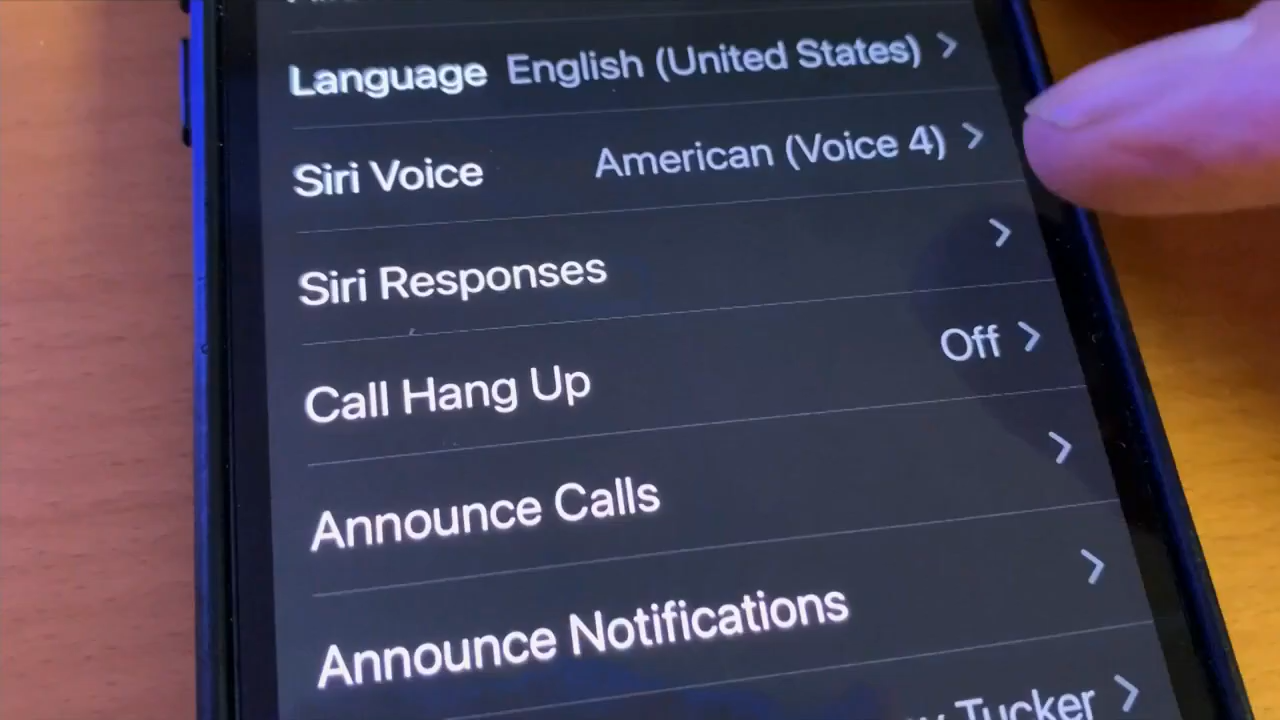 Language English (United States)
Siri Voice American (Voice 4)
Siri Responses
Call Hang Up Off
Announce Calls
Announce Notifications
Tucker